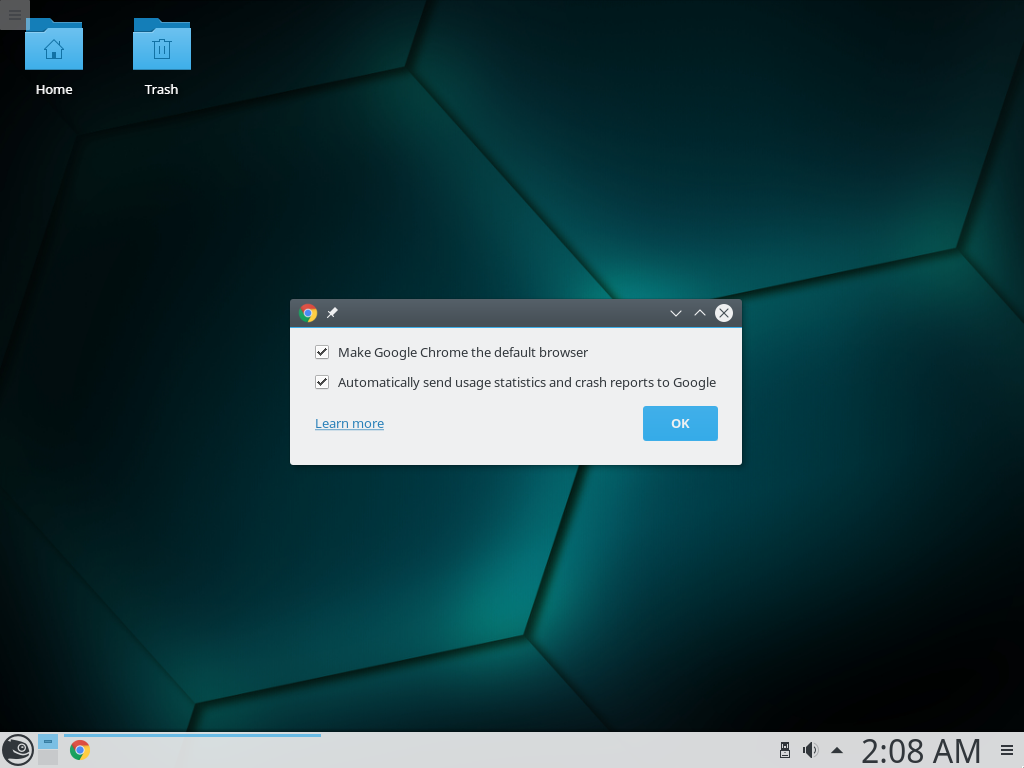 Home
Trash
Make Google Chrome the default browser
Automatically send usage statistics and crash reports to Google
Learn more
OK
2:08 AM